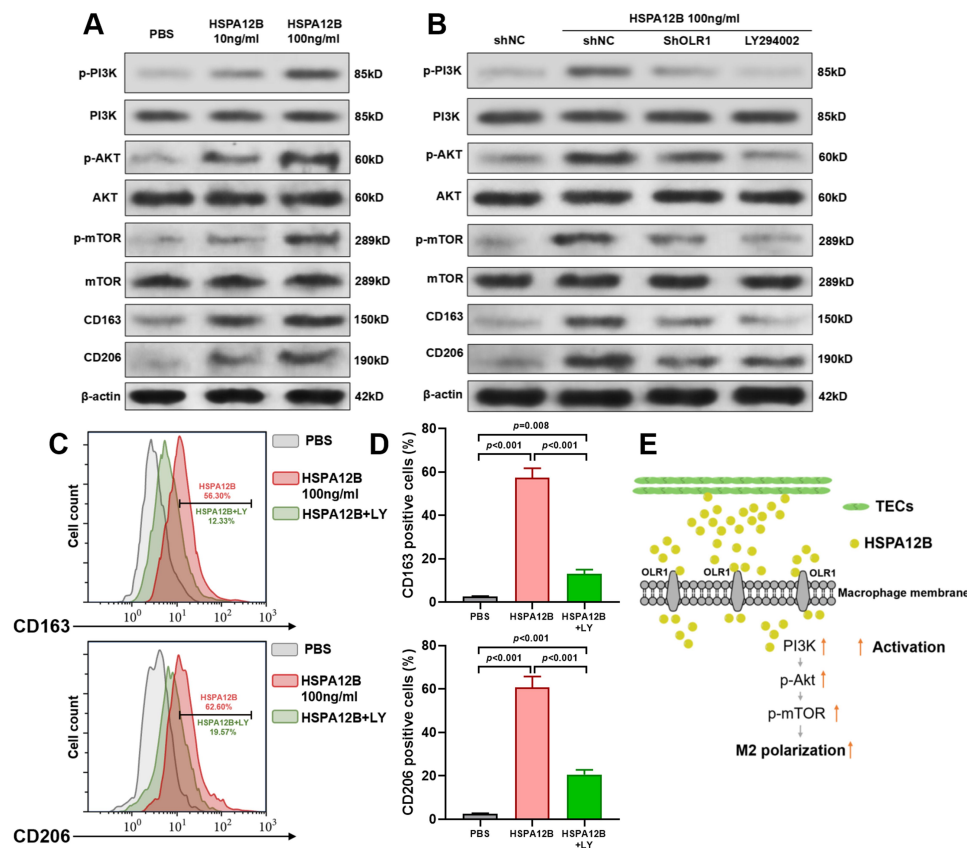 A
PBS
HSPA12B
10ng/ml
HSPA12B
100ng/ml
p-PI3K
85kD
PI3K
85kD
p-AKT
60kD
AKT
60kD
p-mTOR
289kD
mTOR
289kD
CD163
150kD
CD206
190kD
β-actin
42kD
B
HSPA12B 100ng/ml
shNC
shNC
ShOLR1
LY294002
p-PI3K
85kD
PI3K
85kD
p-AKT
60kD
AKT
60kD
p-mTOR
289kD
mTOR
289kD
CD163
150kD
CD206
190kD
β-actin
42kD
C
Cell count
HSPA12B
56.30%
HSPA12B+LY
12.33%
10⁰
10¹
10²
10³
CD163
PBS
HSPA12B
100ng/ml
HSPA12B+LY
Cell count
HSPA12B
62.60%
HSPA12B+LY
19.57%
10⁰
10¹
10²
10³
CD206
PBS
HSPA12B
100ng/ml
HSPA12B+LY
D
CD163 positive cells (%)
80
60
40
20
0
p=0.008
p<0.001
p<0.001
PBS
HSPA12B
HSPA12B
+LY
CD206 positive cells (%)
80
60
40
20
0
p<0.001
p<0.001
p<0.001
PBS
HSPA12B
HSPA12B
+LY
E
TECs
HSPA12B
OLR1
OLR1
OLR1
Macrophage membrane
PI3K
Activation
p-Akt
p-mTOR
M2 polarization